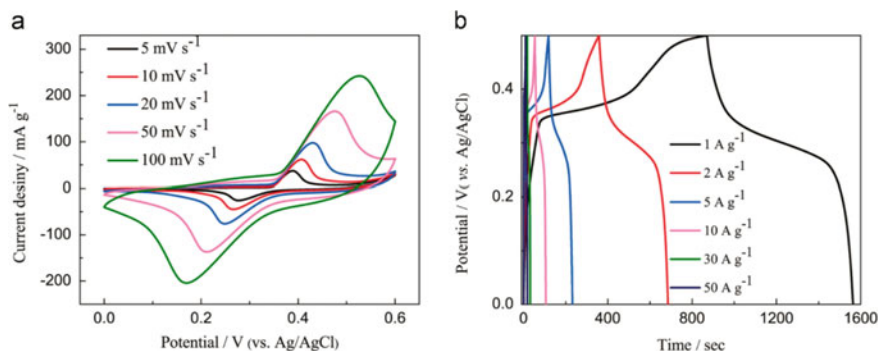 a
300
200
100
0
-100
-200
Current desiny / mA g-1
5 mV s-1
10 mV s-1
20 mV s-1
50 mV s-1
100 mV s-1
0.0 0.2 0.4 0.6
Potential / V (vs. Ag/AgCl)
b
0.4
0.2
0.0
Potential / V( vs. Ag/AgCl)
1 A g-1
2 A g-1
5 A g-1
10 A g-1
30 A g-1
50 A g-1
0 400 800 1200 1600
Time / sec